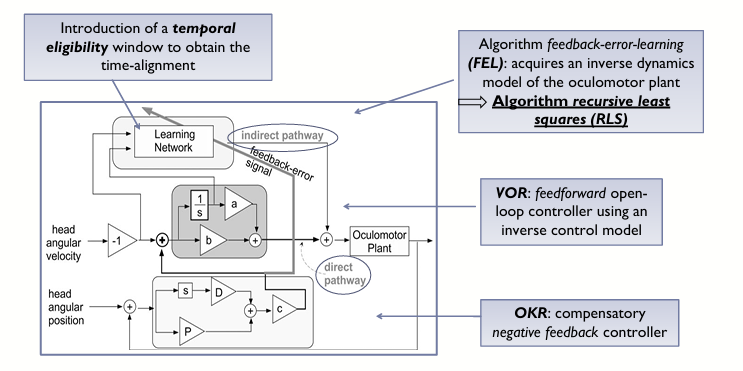 Introduction of a temporal
eligibility window to obtain the
time-alignment
Algorithm feedback-error-learning
(FEL): acquires an inverse dynamics
model of the oculomotor plant
Algorithm recursive least
squares (RLS)
Learning
Network
indirect pathway
feedback-error
signal
VOR: feedforward open-
loop controller using an
inverse control model
1
s
a
b
head
angular
velocity
-1
+
+
+
Oculomotor
Plant
direct
pathway
head
angular
position
+
s
D
P
+
c
OKR: compensatory
negative feedback controller